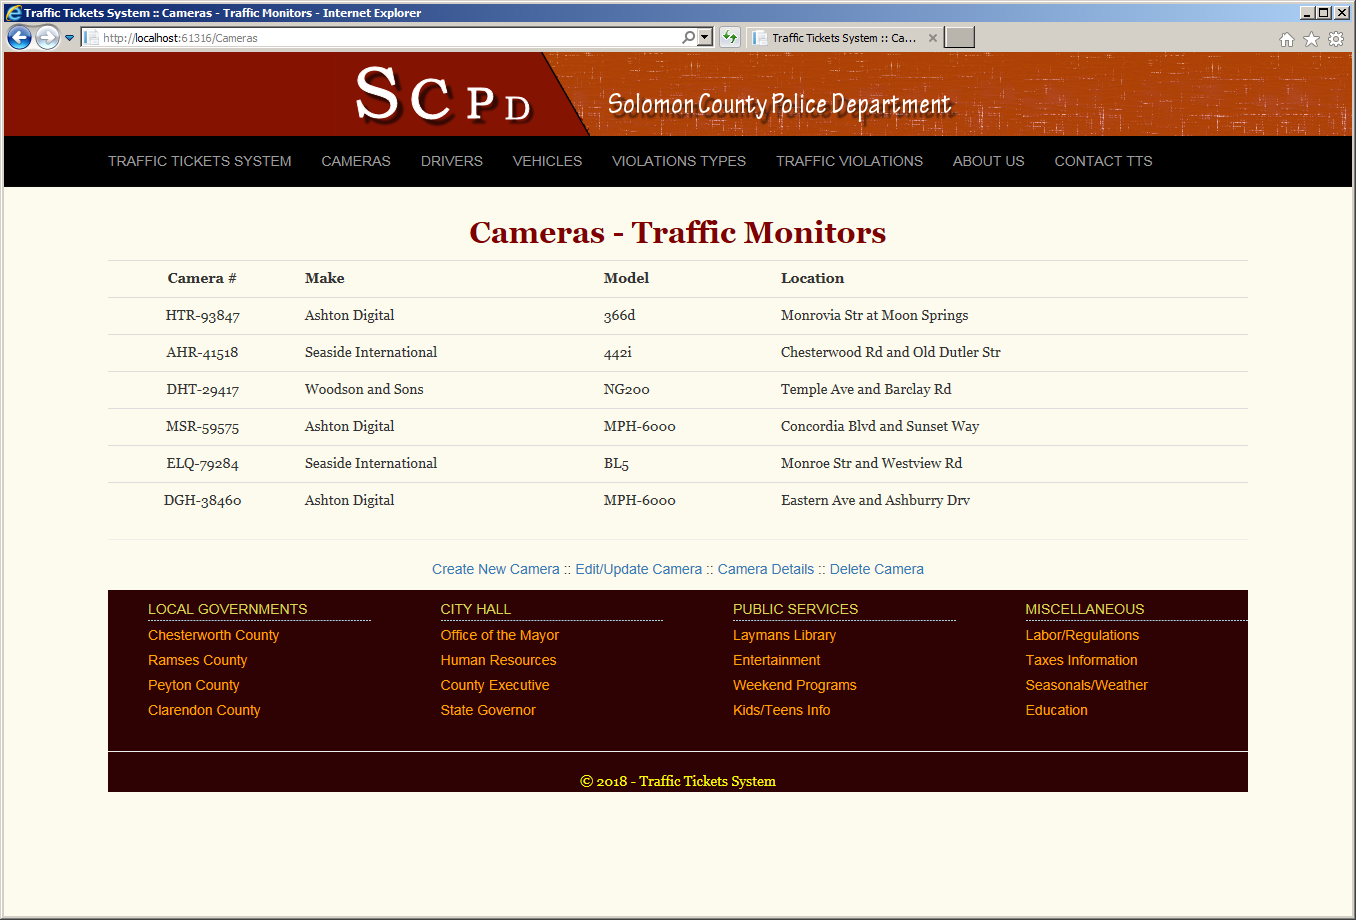 Traffic Tickets System :: Cameras - Traffic Monitors - Internet Explorer
http://localhost:61316/Cameras
Traffic Tickets System :: Ca...
SCPD
Solomon County Police Department
TRAFFIC TICKETS SYSTEM CAMERAS DRIVERS VEHICLES VIOLATIONS TYPES TRAFFIC VIOLATIONS ABOUT US CONTACT TTS
Cameras - Traffic Monitors
Camera # Make Model Location
HTR-93847 Ashton Digital 366d Monrovia Str at Moon Springs
AHR-41518 Seaside International 442i Chesterwood Rd and Old Dutler Str
DHT-29417 Woodson and Sons NG200 Temple Ave and Barclay Rd
MSR-59575 Ashton Digital MPH-6000 Concordia Blvd and Sunset Way
ELQ-79284 Seaside International BL5 Monroe Str and Westview Rd
DGH-38460 Ashton Digital MPH-6000 Eastern Ave and Ashburry Drv
Create New Camera :: Edit/Update Camera :: Camera Details :: Delete Camera
LOCAL GOVERNMENTS CITY HALL PUBLIC SERVICES MISCELLANEOUS
Chesterworth County Office of the Mayor Laymans Library Labor/Regulations
Ramses County Human Resources Entertainment Taxes Information
Peyton County County Executive Weekend Programs Seasonals/Weather
Clarendon County State Governor Kids/Teens Info Education
© 2018 - Traffic Tickets System